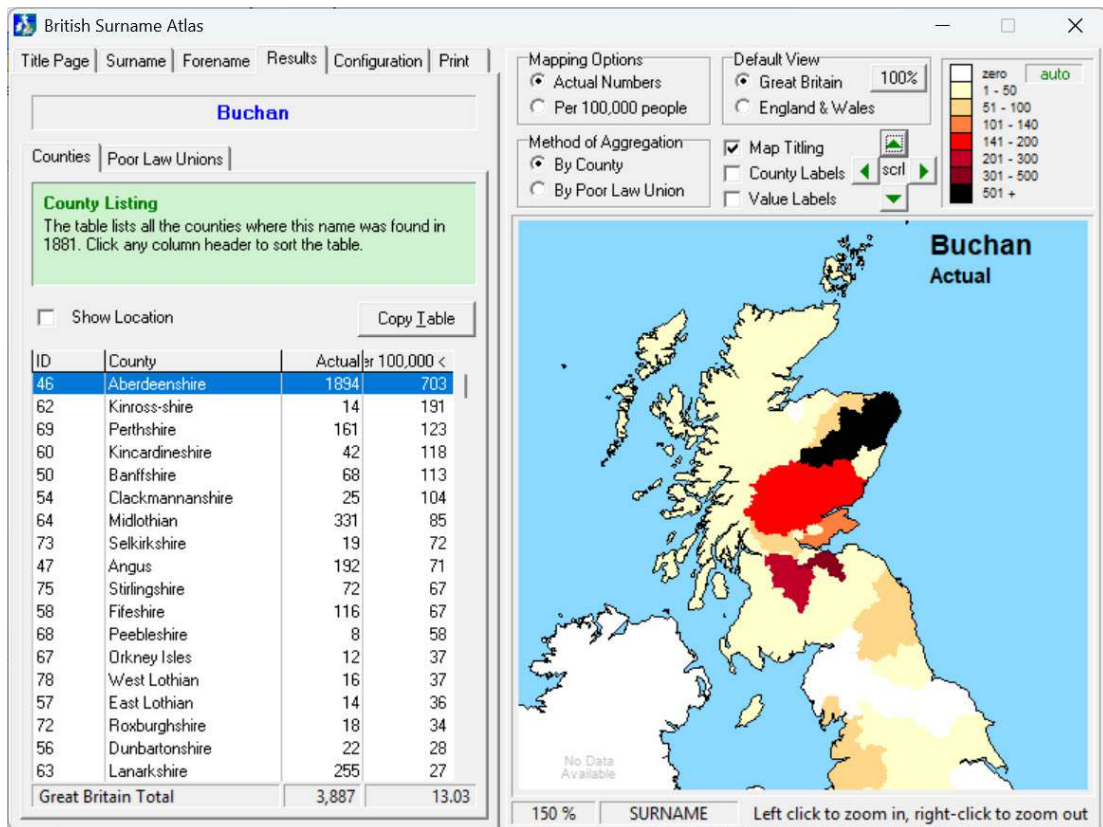 British Surname Atlas
Title Page Surname Forename Results Configuration Print
Buchan
Counties Poor Law Unions
County Listing
The table lists all the counties where this name was found in
1881. Click any column header to sort the table.
Show Location Copy Table
ID County Actual er 100,000 <
46 Aberdeenshire 1894 703
62 Kinross-shire 14 191
69 Perthshire 161 123
60 Kincardineshire 42 118
50 Banffshire 68 113
54 Clackmannanshire 25 104
64 Midlothian 331 85
73 Selkirkshire 19 72
47 Angus 192 71
75 Stirlingshire 72 67
58 Fifeshire 116 67
68 Peebleshire 8 58
67 Orkney Isles 12 37
78 West Lothian 16 37
57 East Lothian 14 36
72 Roxburghshire 18 34
56 Dunbartonshire 22 28
63 Lanarkshire 255 27
Great Britain Total 3,887 13.03
Mapping Options
Actual Numbers
Per 100,000 people
Default View
Great Britain 100%
England & Wales
Method of Aggregation
By County
By Poor Law Union
Map Titling
County Labels
Value Labels
scrl
zero auto
1 - 50
51 - 100
101 - 140
141 - 200
201 - 300
301 - 500
501 +
Buchan
Actual
No Data
Available
150 % SURNAME Left click to zoom in, right-click to zoom out